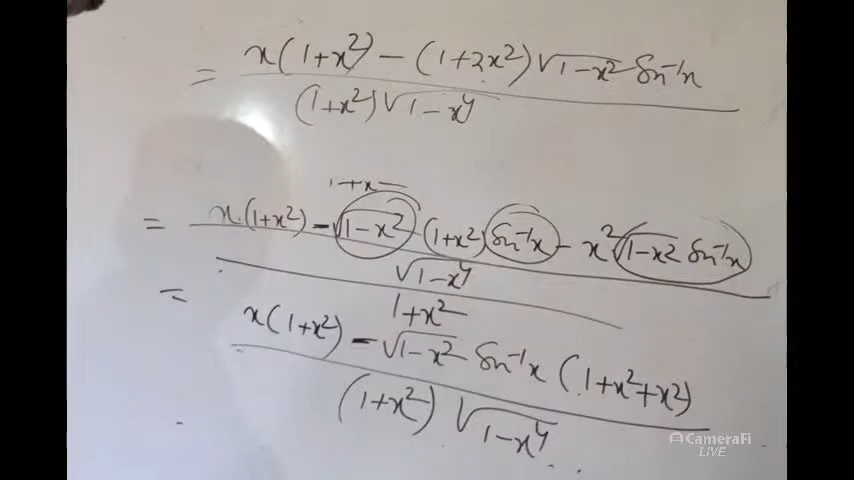 = x(1+x²) - (1+2x²)√1-x² Sin⁻¹x
(1+x²)√1-x⁴
1+x
= x.(1+x²) - √1-x² (1+x²) Sin⁻¹x - x²√1-x² Sin⁻¹x
√1-x⁴
1+x²
= x(1+x²) - √1-x² Sin⁻¹x (1+x²+x²)
(1+x²) √1-x⁴
CameraFi
LIVE